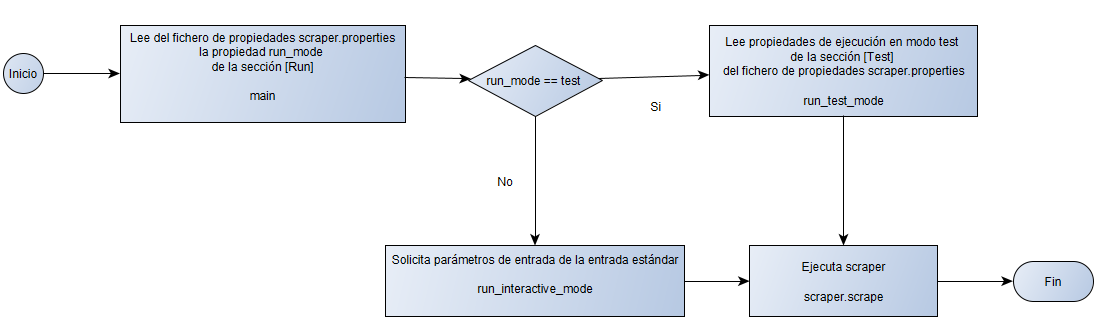 Inicio
Lee del fichero de propiedades scraper.properties
la propiedad run_mode
de la sección [Run]
main
run_mode == test
Si
Lee propiedades de ejecución en modo test
de la sección [Test]
del fichero de propiedades scraper.properties
run_test_mode
No
Solicita parámetros de entrada de la entrada estándar
run_interactive_mode
Ejecuta scraper
scraper.scrape
Fin